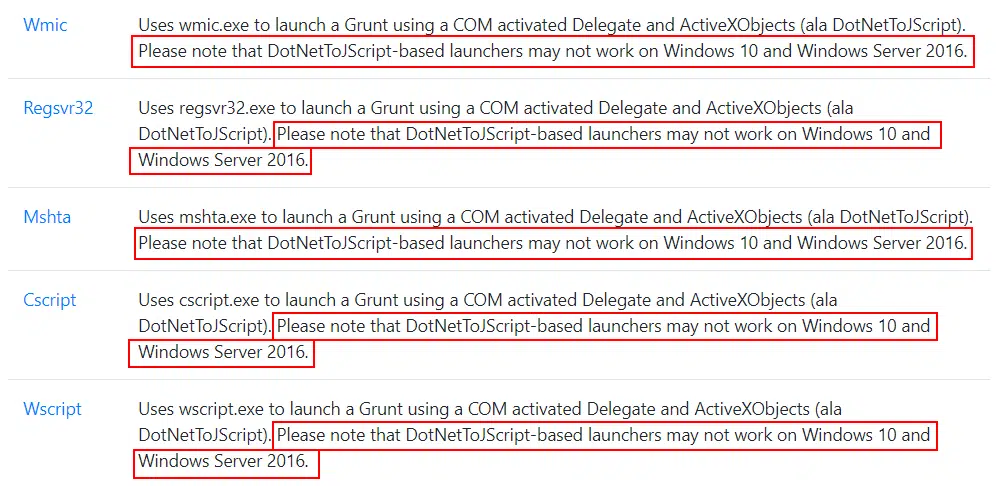 Wmic Uses wmic.exe to launch a Grunt using a COM activated Delegate and ActiveXObjects (ala DotNetToJScript).
Please note that DotNetToJScript-based launchers may not work on Windows 10 and Windows Server 2016.
Regsvr32 Uses regsvr32.exe to launch a Grunt using a COM activated Delegate and ActiveXObjects (ala
DotNetToJScript). Please note that DotNetToJScript-based launchers may not work on Windows 10 and
Windows Server 2016.
Mshta Uses mshta.exe to launch a Grunt using a COM activated Delegate and ActiveXObjects (ala DotNetToJScript).
Please note that DotNetToJScript-based launchers may not work on Windows 10 and Windows Server 2016.
Cscript Uses cscript.exe to launch a Grunt using a COM activated Delegate and ActiveXObjects (ala
DotNetToJScript). Please note that DotNetToJScript-based launchers may not work on Windows 10 and
Windows Server 2016.
Wscript Uses wscript.exe to launch a Grunt using a COM activated Delegate and ActiveXObjects (ala
DotNetToJScript). Please note that DotNetToJScript-based launchers may not work on Windows 10 and
Windows Server 2016.